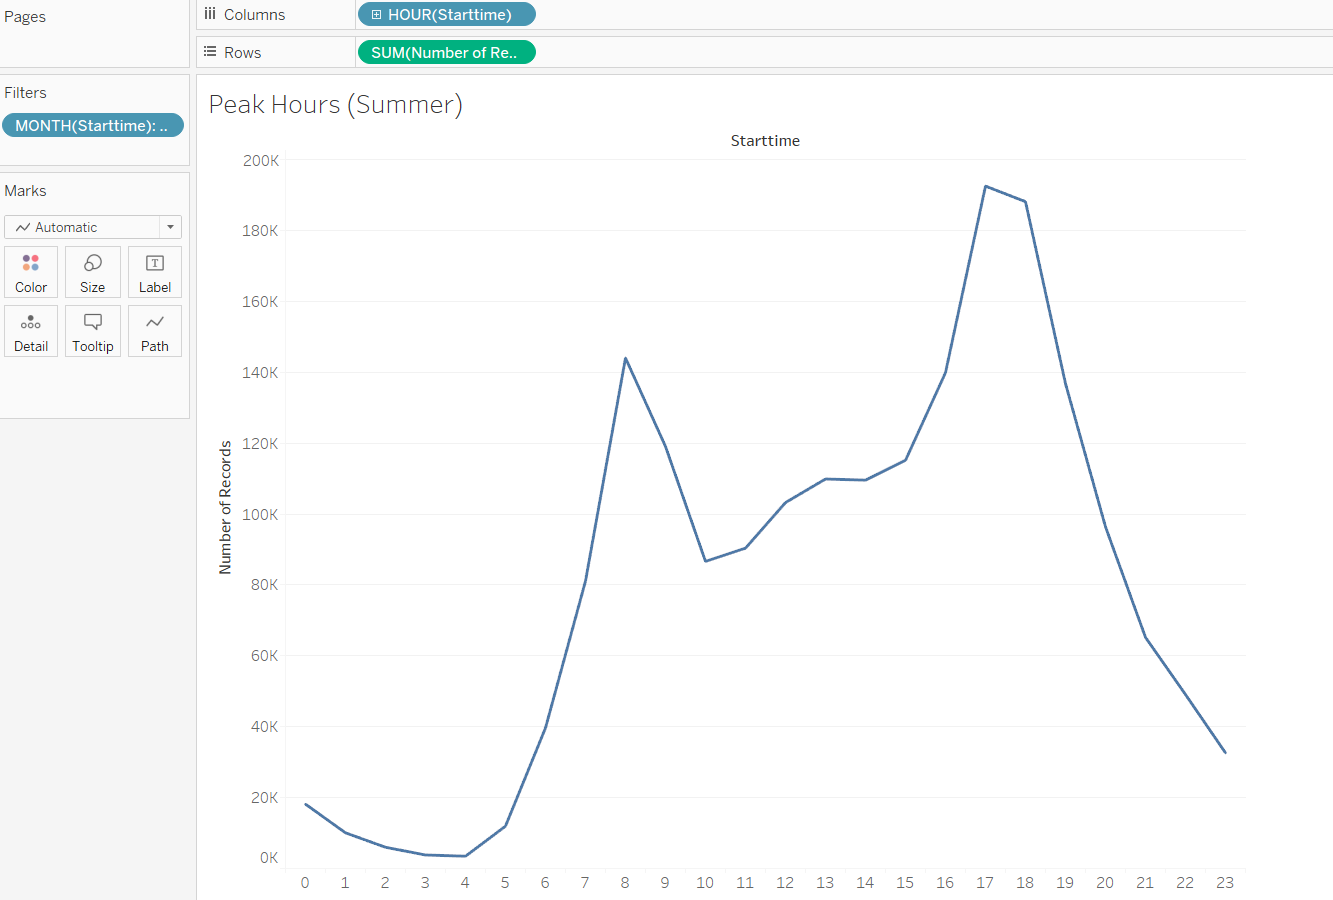 Pages
Columns
HOUR(Starttime)
Rows
SUM(Number of Re..
Filters
MONTH(Starttime): ..
Marks
Automatic
Color
Size
Label
Detail
Tooltip
Path
Peak Hours (Summer)
Starttime
200K
180K
160K
140K
120K
100K
80K
60K
40K
20K
0K
Number of Records
0 1 2 3 4 5 6 7 8 9 10 11 12 13 14 15 16 17 18 19 20 21 22 23